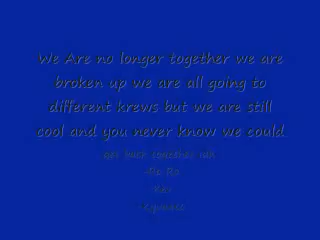 We Are no longer together we are
broken up we are all going to
different krews but we are still
cool and you never know we could
get back together